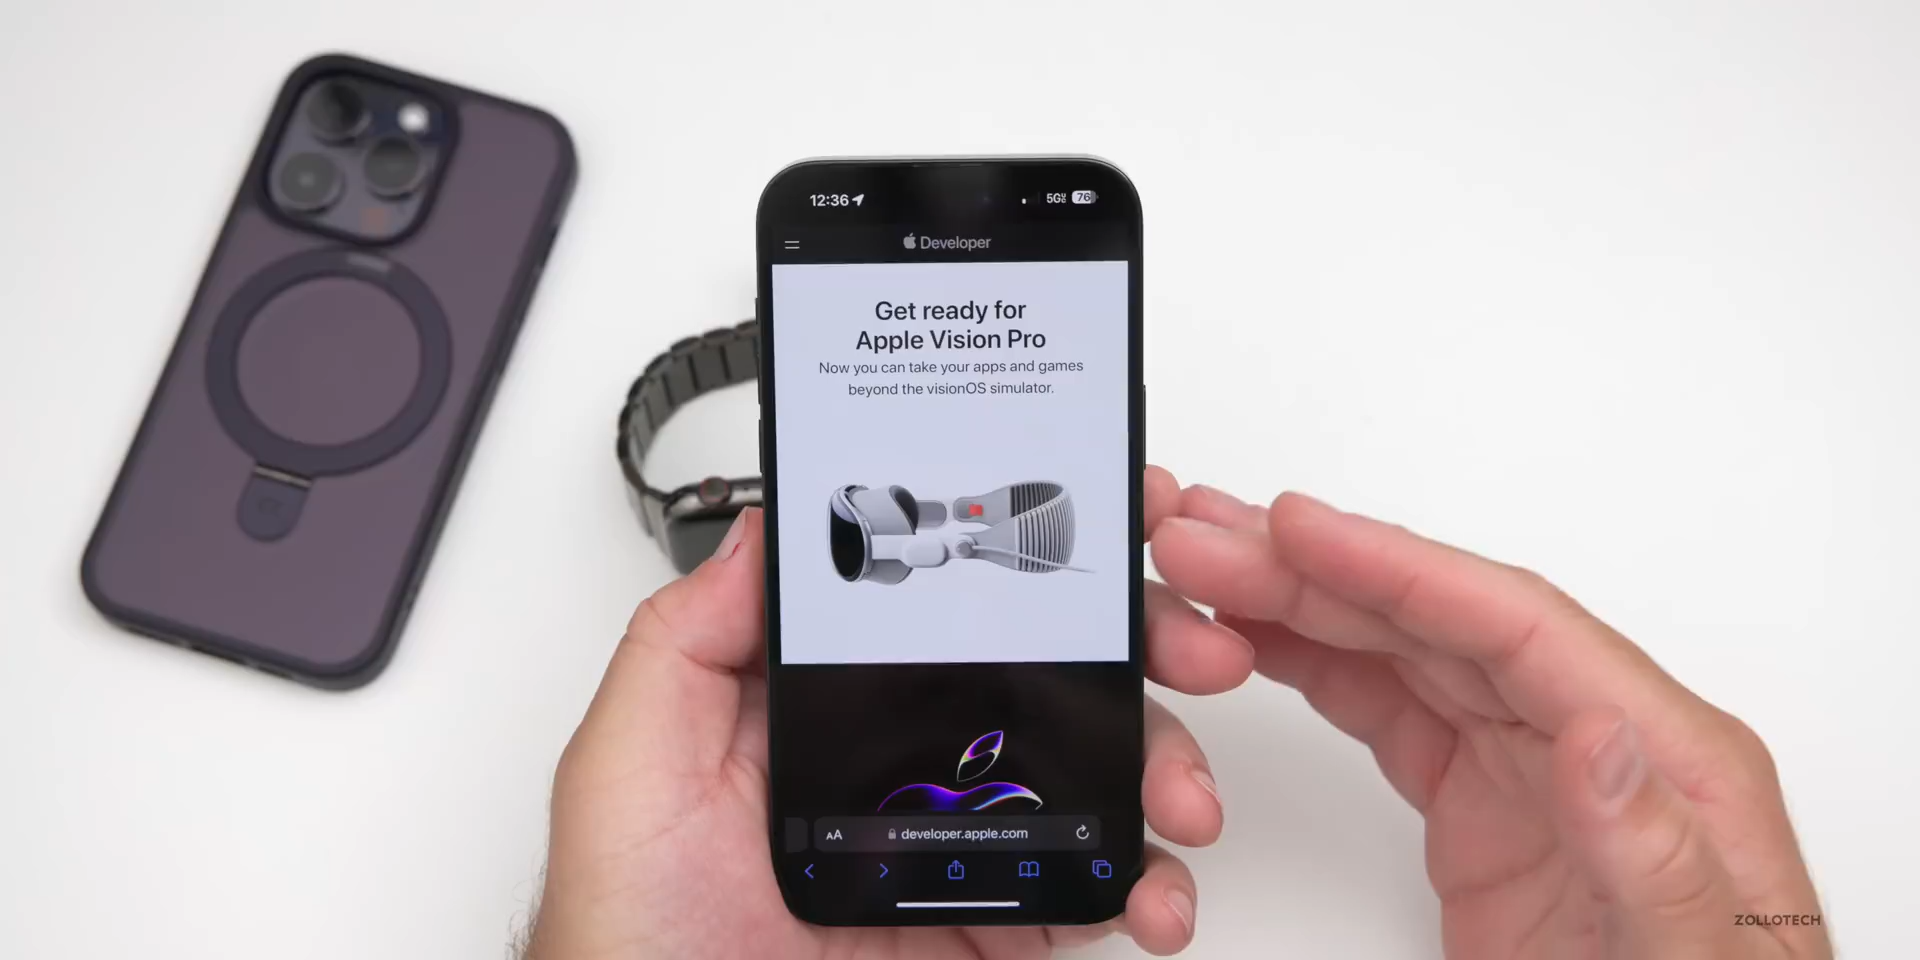 12:36
5G
76
Developer
Get ready for
Apple Vision Pro
Now you can take your apps and games
beyond the visionOS simulator.
AA
developer.apple.com
ZOLLOTECH